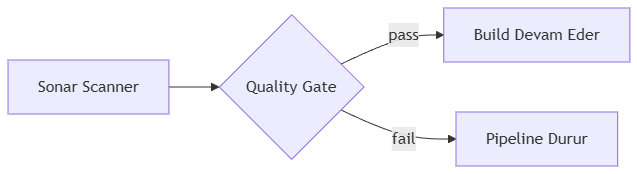 Sonar Scanner
Quality Gate
pass
Build Devam Eder
fail
Pipeline Durur